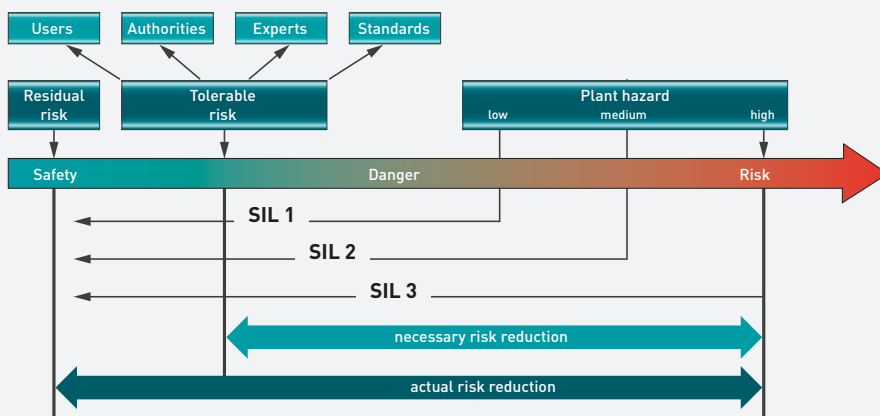 Users
Authorities
Experts
Standards
Residual
risk
Tolerable
risk
Plant hazard
low
medium
high
Safety
Danger
Risk
SIL 1
SIL 2
SIL 3
necessary risk reduction
actual risk reduction